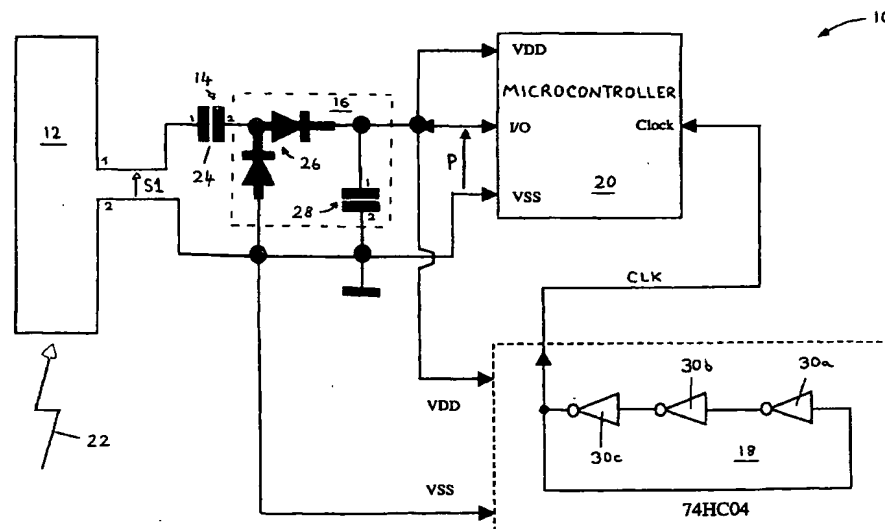 10
VDD
MICROCONTROLLER
14
16
12
1
2
I/O
Clock
26
P
1
S1
24
20
1
VSS
2
28
2
CLK
30b
30a
VDD
22
30c
18
VSS
74HC04